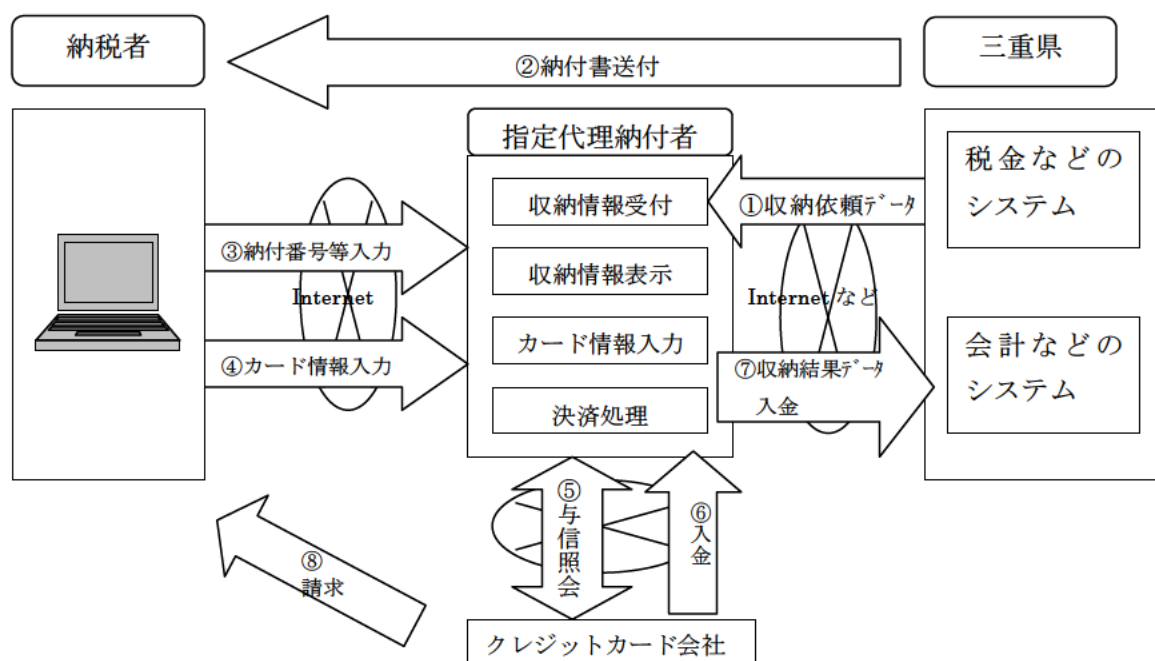 納税者
三重県
②納付書送付
指定代理納付者
税金などの
システム
収納情報受付
①収納依頼ﾃﾞｰﾀ
③納付番号等入力
収納情報表示
Internet
Internet など
カード情報入力
④カード情報入力
会計などの
システム
⑦収納結果ﾃﾞｰﾀ
入金
決済処理
⑤与信照会
⑥入金
⑧
請求
クレジットカード会社